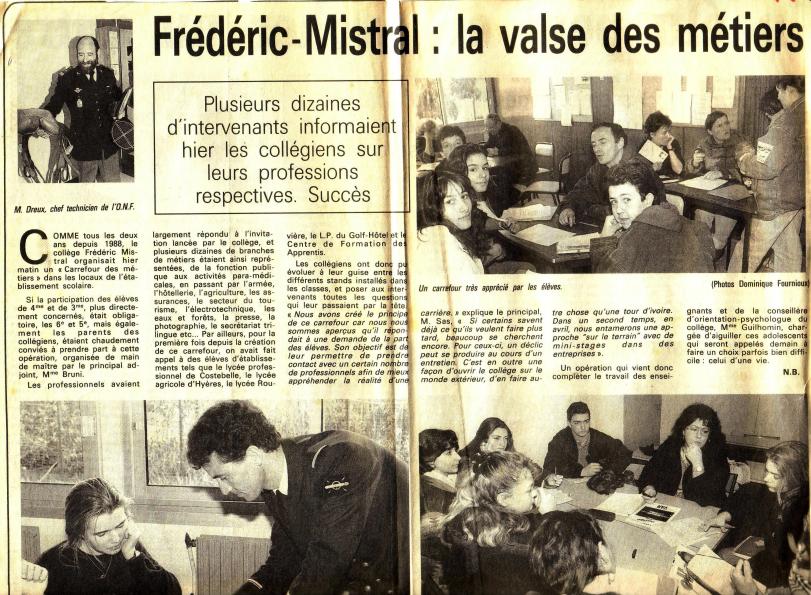 Frédéric-Mistral : la valse des métiers
Plusieurs dizaines
d'intervenants informaient
hier les collégiens sur
leurs professions
respectives. Succès
M. Dreux, chef technicien de l'O.N.F.
COMME tous les deux
ans depuis 1988, le
collège Frédéric Mis-
tral organisait hier
matin un « Carrefour des mé-
tiers » dans les locaux de l'éta-
blissement scolaire.
Si la participation des élèves
de 4me et de 3me, plus directe-
ment concernés, était obliga-
toire, les 6e et 5e, mais égale-
ment les parents des
collégiens, étaient chaudement
conviés à prendre part à cette
opération, organisée de main
de maître par le principal ad-
joint, Mme Bruni.
Les professionnels avaient
largement répondu à l'invita-
tion lancée par le collège, et
plusieurs dizaines de branches
de métiers étaient ainsi repré-
sentées, de la fonction publi-
que aux activités para-médi-
cales, en passant par l'armée,
l'hôtellerie, l'agriculture, les as-
surances, le secteur du tou-
risme, l'électrotechnique, les
eaux et forêts, la presse, la
photographie, le secrétariat tri-
lingue etc... Par ailleurs, pour la
première fois depuis la création
de ce carrefour, on avait fait
appel à des élèves d'établisse-
ments tels que le lycée profes-
sionnel de Costebelle, le lycée
agricole d'Hyères, le lycée Rou-
vière, le L.P. du Golf-Hôtel et le
Centre de Formation des
Apprentis.
Les collégiens ont donc pu
évoluer à leur guise entre les
différents stands installés dans
les classes, et poser aux inter-
venants toutes les questions
qui leur passaient par la tête.
« Nous avons créé le principe
de ce carrefour car nous nous
sommes aperçus qu'il répon-
dait à une demande de la part
des élèves. Son objectif est de
leur permettre de prendre
contact avec un certain nombre
de professionnels afin de mieux
appréhender la réalité d'une
Un carrefour très apprécié par les élèves.
(Photos Dominique Fournioux)
carrière. » explique le principal,
M. Sas, « Si certains savent
déjà ce qu'ils veulent faire plus
tard, beaucoup se cherchent
encore. Pour ceux-ci, un déclic
peut se produire au cours d'un
entretien. C'est en outre une
façon d'ouvrir le collège sur le
monde extérieur, d'en faire au-
tre chose qu'une tour d'ivoire.
Dans un second temps, en
avril, nous entamerons une ap-
proche "sur le terrain" avec de
mini-stages dans des
entreprises ».
Un opération qui vient donc
compléter le travail des ensei-
gnants et de la conseillère
d'orientation-psychologue du
collège, Mme Guilhomin, char-
gée d'aiguiller ces adolescents
qui seront appelés demain à
faire un choix parfois bien diffi-
cile : celui d'une vie.
N.B.